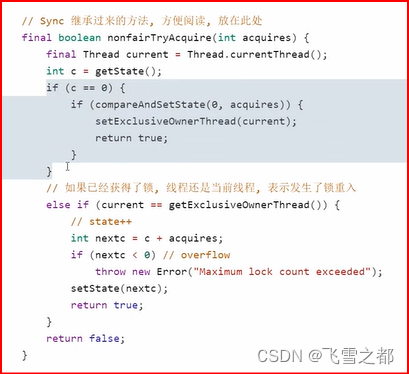 // Sync 继承过来的方法, 方便阅读, 放在此处
final boolean nonfairTryAcquire(int acquires) {
    final Thread current = Thread.currentThread();
    int c = getState();
    if (c == 0) {
        if (compareAndSetState(0, acquires)) {
            setExclusiveOwnerThread(current);
            return true;
        }
    }
    // 如果已经获得了锁, 线程还是当前线程, 表示发生了锁重入
    else if (current == getExclusiveOwnerThread()) {
        // state++
        int nextc = c + acquires;
        if (nextc < 0) // overflow
            throw new Error("Maximum lock count exceeded");
        setState(nextc);
        return true;
    }
    return false;
}
CSDN @飞雪之都